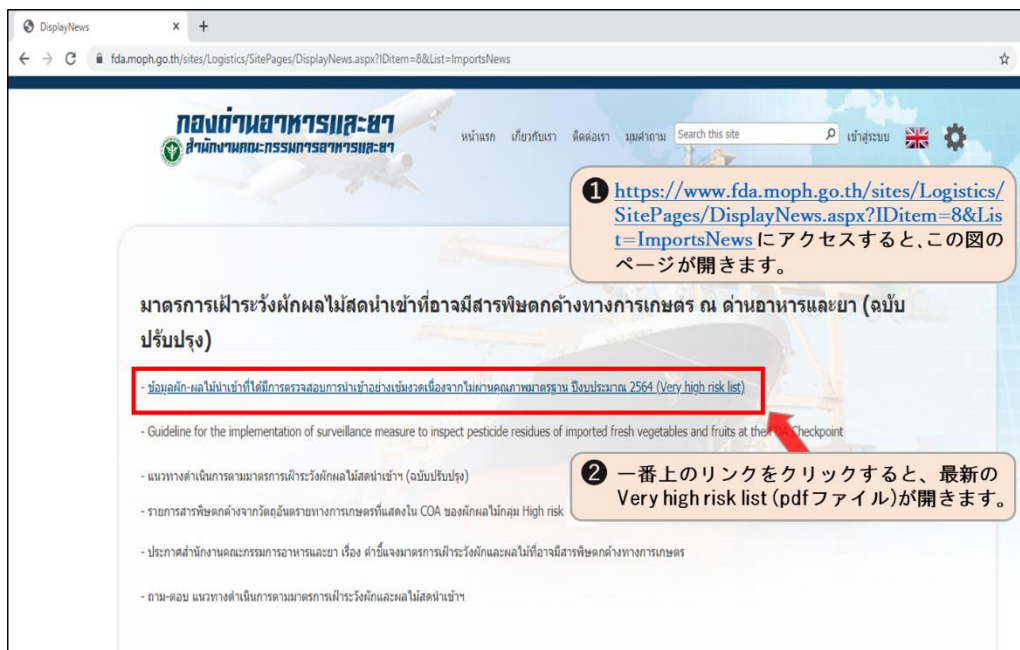 DisplayNews
fda.moph.go.th/sites/Logistics/SitePages/DisplayNews.aspx?IDitem=8&List=ImportsNews
กองด่านอาหารและยา
สำนักงานคณะกรรมการอาหารและยา
หน้าแรก เกี่ยวกับเรา ติดต่อเรา มุมคำถาม Search this site เข้าสู่ระบบ
❶ https://www.fda.moph.go.th/sites/Logistics/
SitePages/DisplayNews.aspx?IDitem=8&Lis
t=ImportsNews にアクセスすると、この図の
ページが開きます。
มาตรการเฝ้าระวังผักผลไม้สดนำเข้าที่อาจมีสารพิษตกค้างทางการเกษตร ณ ด่านอาหารและยา (ฉบับ
ปรับปรุง)
- ข้อมูลผัก-ผลไม้นำเข้าที่ได้มีการตรวจสอบการนำเข้าอย่างเข้มงวดเนื่องจากไม่ผ่านคุณภาพมาตรฐาน ปีงบประมาณ 2564 (Very high risk list)
- Guideline for the implementation of surveillance measure to inspect pesticide residues of imported fresh vegetables and fruits at the FDA Checkpoint
❷ 一番上のリンクをクリックすると、最新の
Very high risk list (pdfファイル)が開きます。
- แนวทางดำเนินการตามมาตรการเฝ้าระวังผักผลไม้สดนำเข้าฯ (ฉบับปรับปรุง)
- รายการสารพิษตกค้างจากวัตถุอันตรายทางการเกษตรที่แสดงใน COA ของผักผลไม้กลุ่ม High risk
- ประกาศสำนักงานคณะกรรมการอาหารและยา เรื่อง คำชี้แจงมาตรการเฝ้าระวังผักและผลไม้ที่อาจมีสารพิษตกค้างทางการเกษตร
- ถาม-ตอบ แนวทางดำเนินการตามมาตรการเฝ้าระวังผักและผลไม้สดนำเข้าฯ